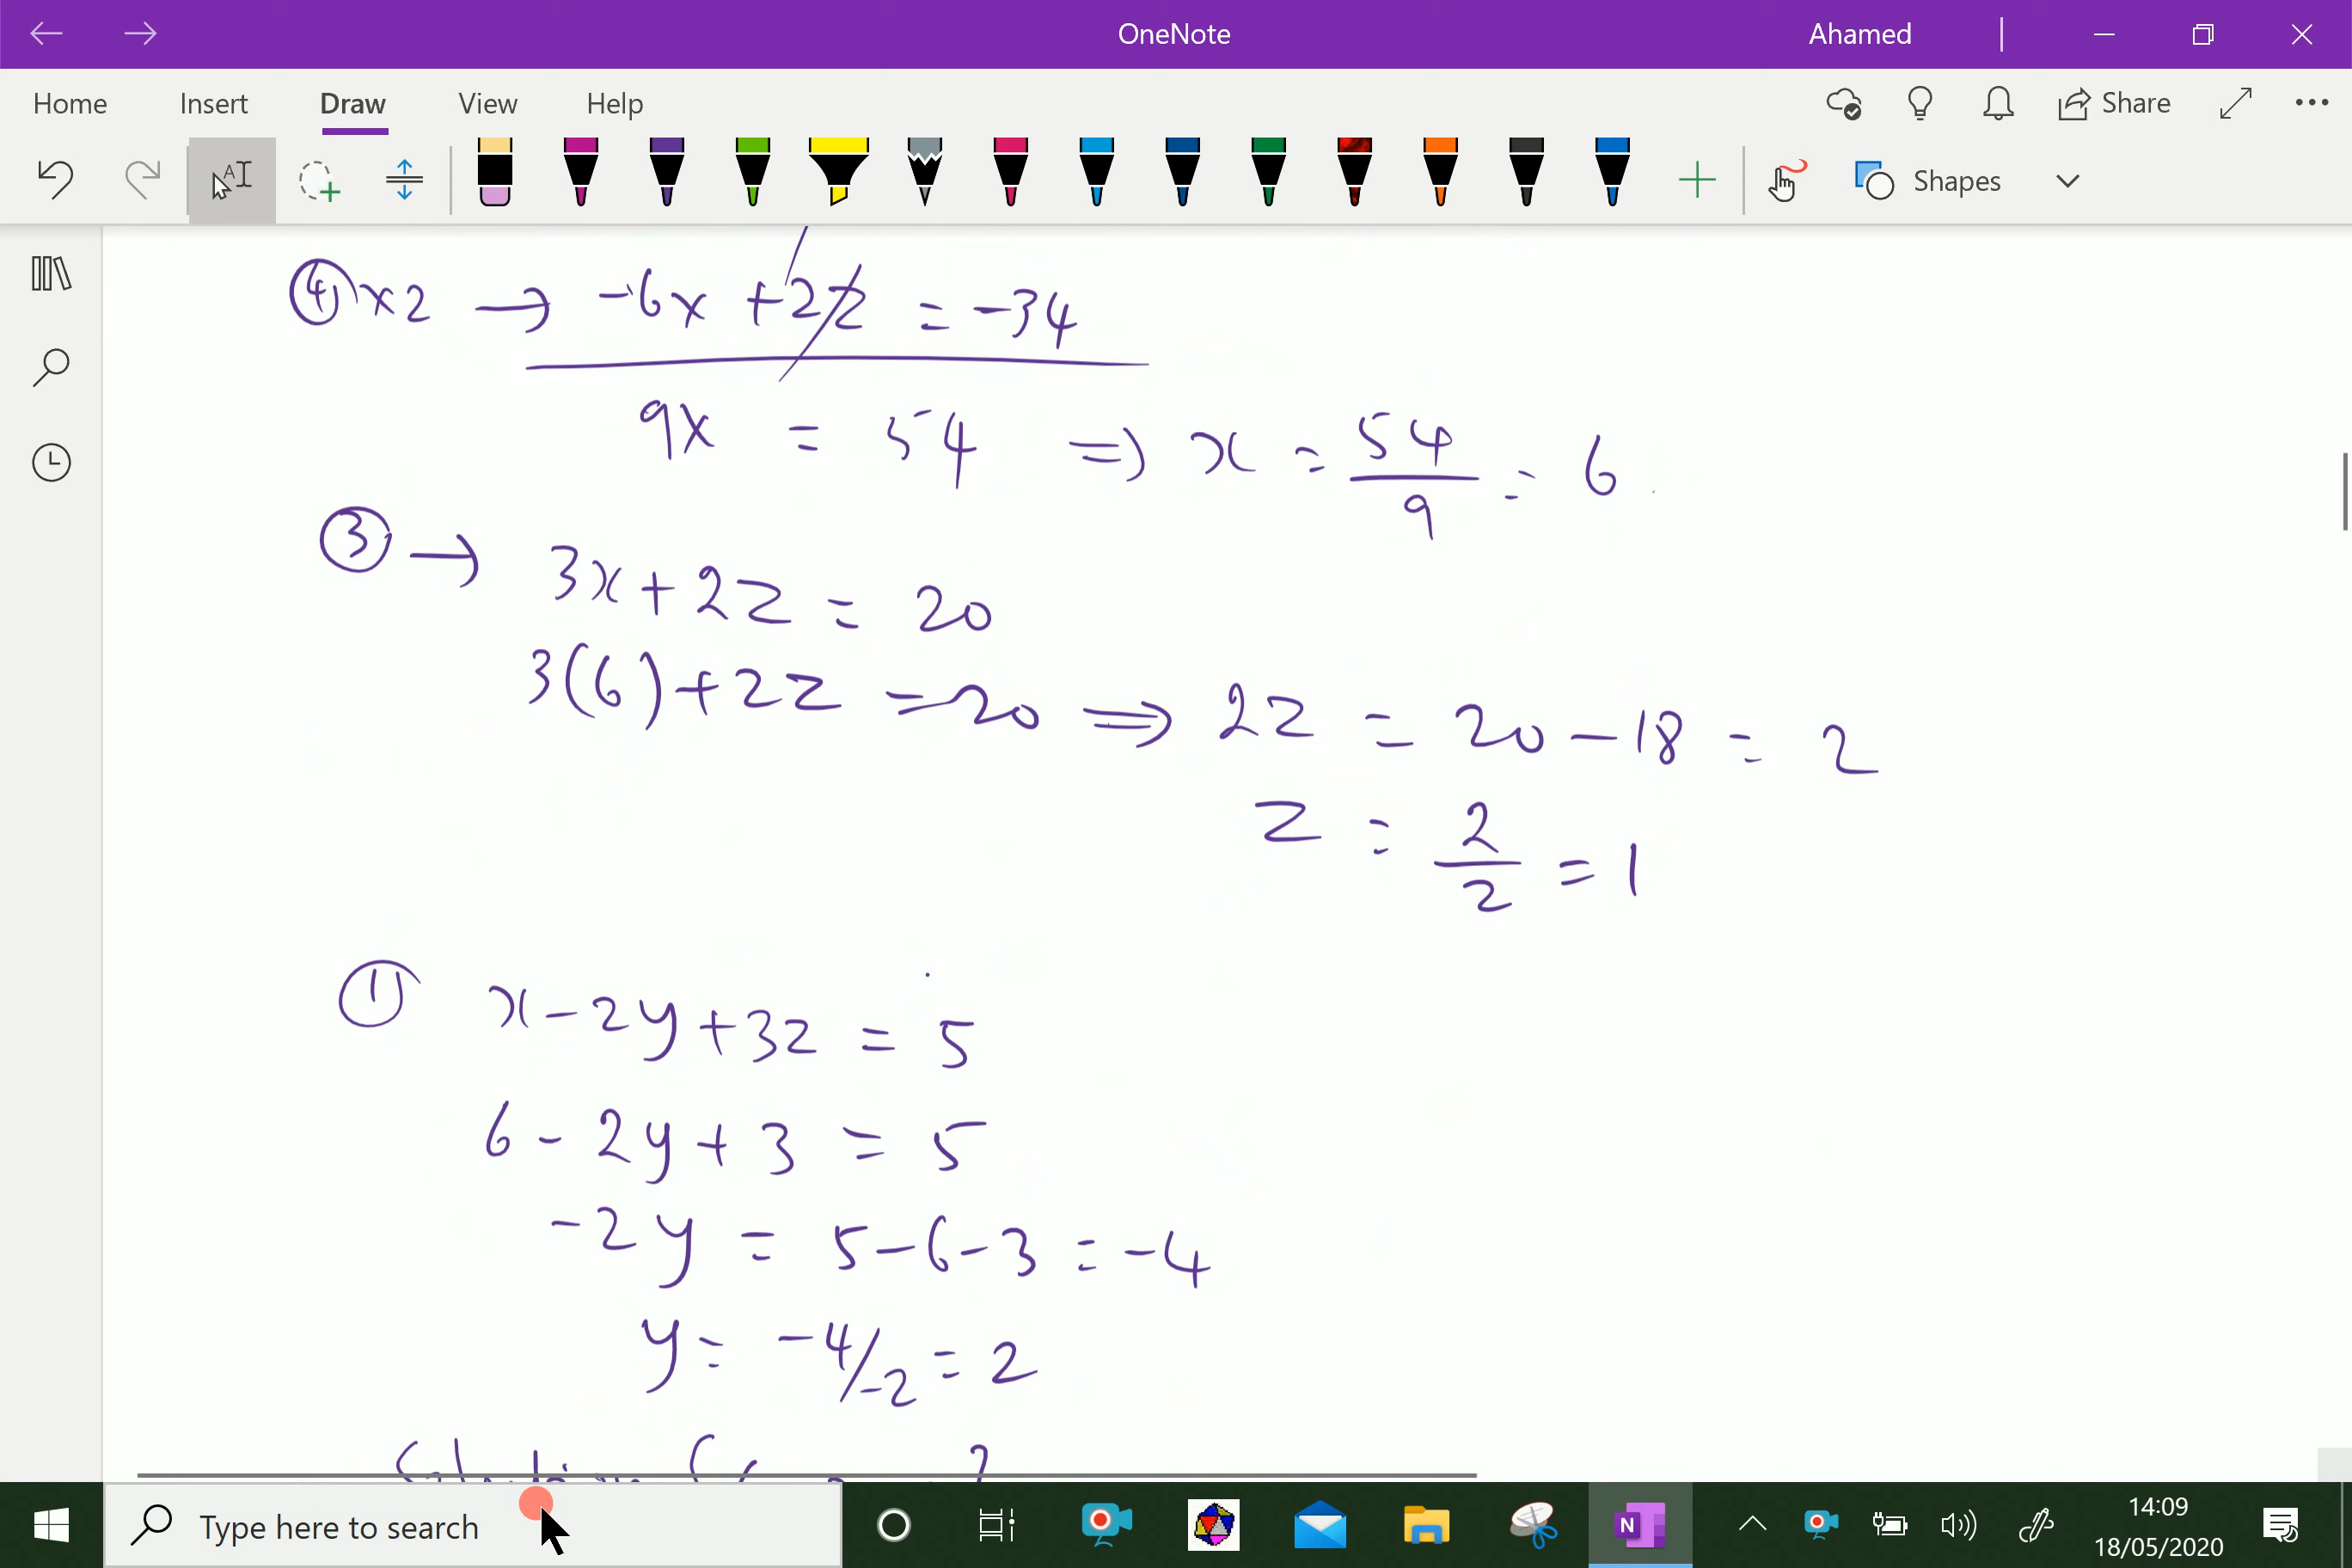 OneNote
Ahamed
Home Insert Draw View Help
Share
Shapes
④ x2 → -6x + 2z = -34
9x = 54 ⇒ x = 54/9 = 6
③ → 3x + 2z = 20
3(6) + 2z = 20 ⇒ 2z = 20 - 18 = 2
z = 2/2 = 1
① x - 2y + 3z = 5
6 - 2y + 3 = 5
-2y = 5 - 6 - 3 = -4
y = -4/-2 = 2
Type here to search
N
14:09
18/05/2020